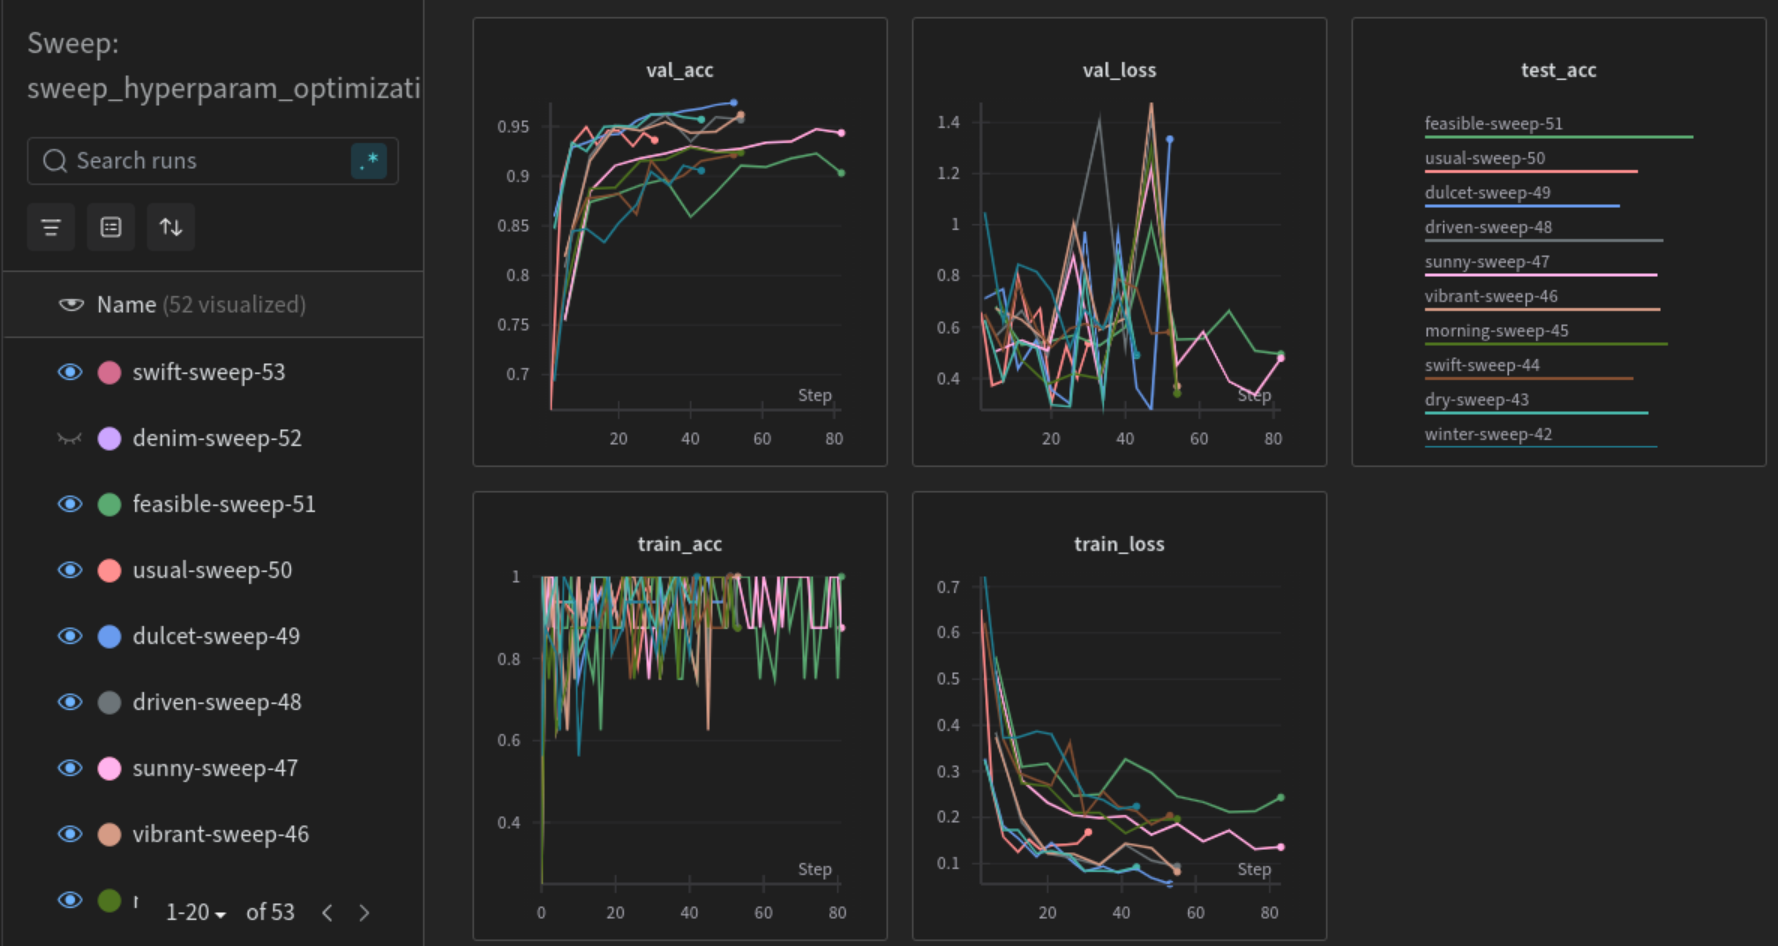 Sweep:
sweep_hyperparam_optimizati
Search runs
.*
Name (52 visualized)
swift-sweep-53
denim-sweep-52
feasible-sweep-51
usual-sweep-50
dulcet-sweep-49
driven-sweep-48
sunny-sweep-47
vibrant-sweep-46
1-20 of 53
val_acc
0.95
0.9
0.85
0.8
0.75
0.7
Step
20 40 60 80
val_loss
1.4
1.2
1
0.8
0.6
0.4
Step
20 40 60 80
test_acc
feasible-sweep-51
usual-sweep-50
dulcet-sweep-49
driven-sweep-48
sunny-sweep-47
vibrant-sweep-46
morning-sweep-45
swift-sweep-44
dry-sweep-43
winter-sweep-42
train_acc
1
0.8
0.6
0.4
Step
0 20 40 60 80
train_loss
0.7
0.6
0.5
0.4
0.3
0.2
0.1
Step
20 40 60 80